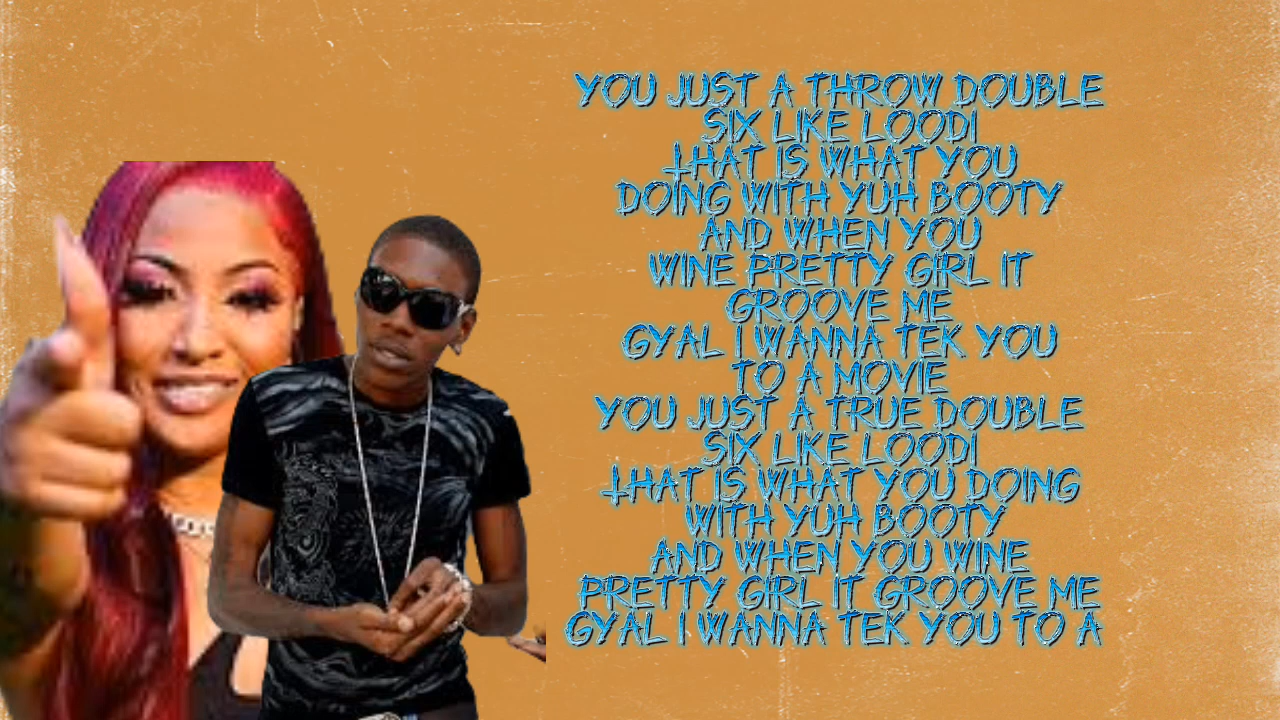 YOU JUST A THROW DOUBLE
SIX LIKE LOODI
THAT IS WHAT YOU
DOING WITH YUH BOOTY
AND WHEN YOU
WINE PRETTY GIRL IT
GROOVE ME
GYAL I WANNA TEK YOU
TO A MOVIE
YOU JUST A TRUE DOUBLE
SIX LIKE LOODI
THAT IS WHAT YOU DOING
WITH YUH BOOTY
AND WHEN YOU WINE
PRETTY GIRL IT GROOVE ME
GYAL I WANNA TEK YOU TO A